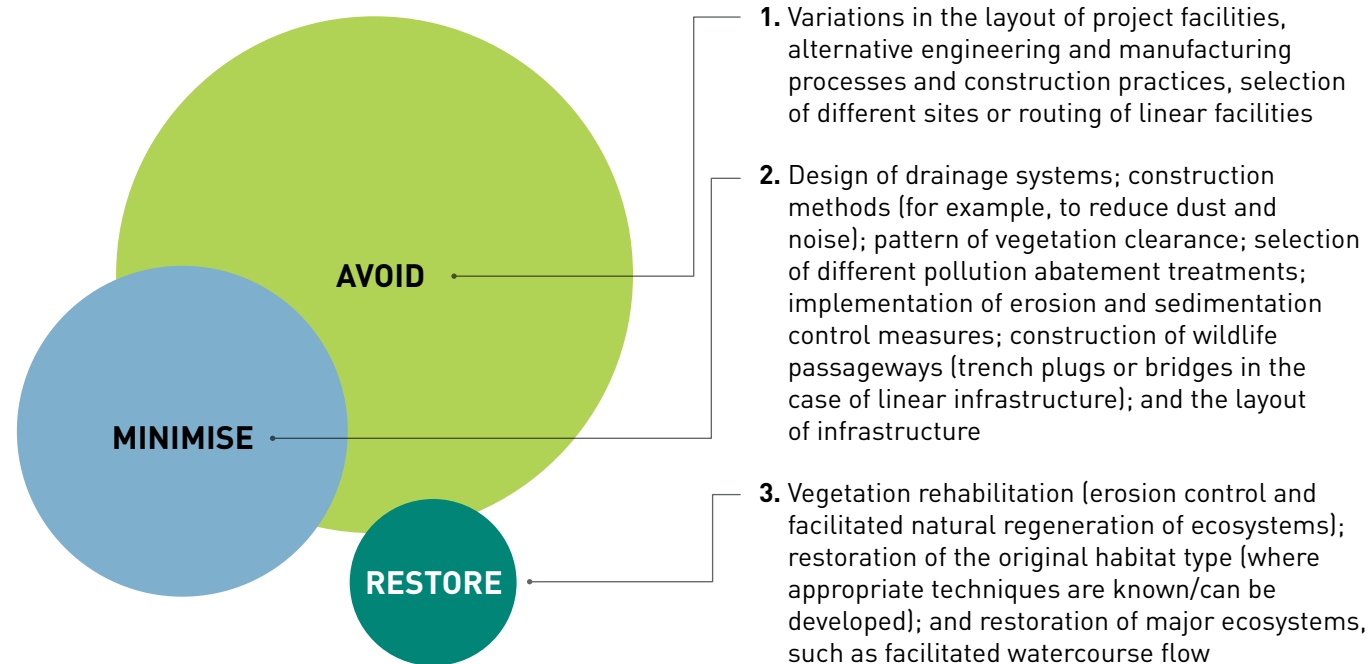 1. Variations in the layout of project facilities,
alternative engineering and manufacturing
processes and construction practices, selection
of different sites or routing of linear facilities
AVOID
2. Design of drainage systems; construction
methods (for example, to reduce dust and
noise); pattern of vegetation clearance; selection
of different pollution abatement treatments;
implementation of erosion and sedimentation
control measures; construction of wildlife
passageways (trench plugs or bridges in the
case of linear infrastructure); and the layout
of infrastructure
MINIMISE
3. Vegetation rehabilitation (erosion control and
facilitated natural regeneration of ecosystems);
restoration of the original habitat type (where
appropriate techniques are known/can be
developed); and restoration of major ecosystems,
such as facilitated watercourse flow
RESTORE